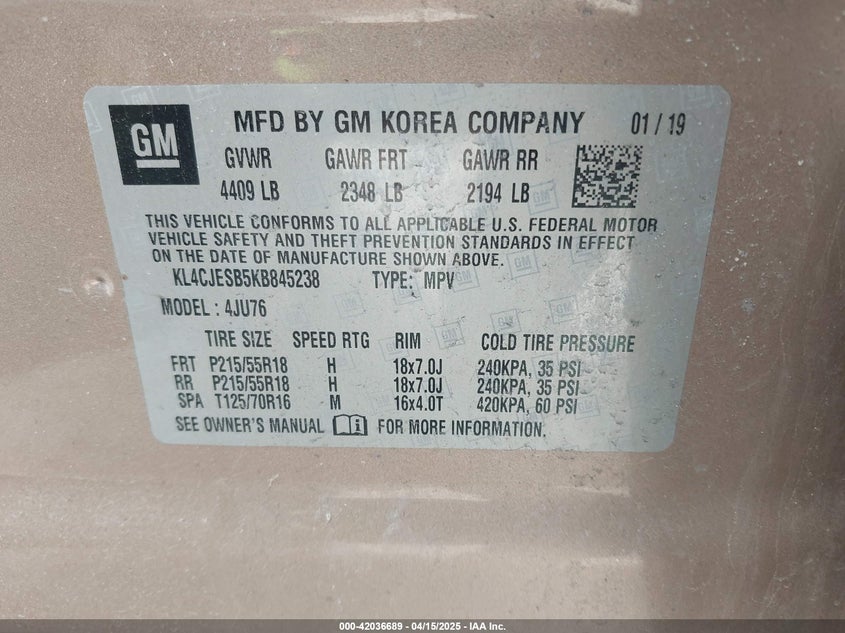 GM
MFD BY GM KOREA COMPANY 01 / 19
GVWR GAWR FRT GAWR RR
4409 LB 2348 LB 2194 LB
THIS VEHICLE CONFORMS TO ALL APPLICABLE U.S. FEDERAL MOTOR
VEHICLE SAFETY AND THEFT PREVENTION STANDARDS IN EFFECT
ON THE DATE OF MANUFACTURE SHOWN ABOVE.
KL4CJESB5KB845238 TYPE: MPV
MODEL : 4JU76
TIRE SIZE SPEED RTG RIM COLD TIRE PRESSURE
FRT P215/55R18 H 18x7.0J 240KPA, 35 PSI
RR P215/55R18 H 18x7.0J 240KPA, 35 PSI
SPA T125/70R16 M 16x4.0T 420KPA, 60 PSI
SEE OWNER'S MANUAL FOR MORE INFORMATION.
000-42036689 - 04/15/2025 - IAA Inc.